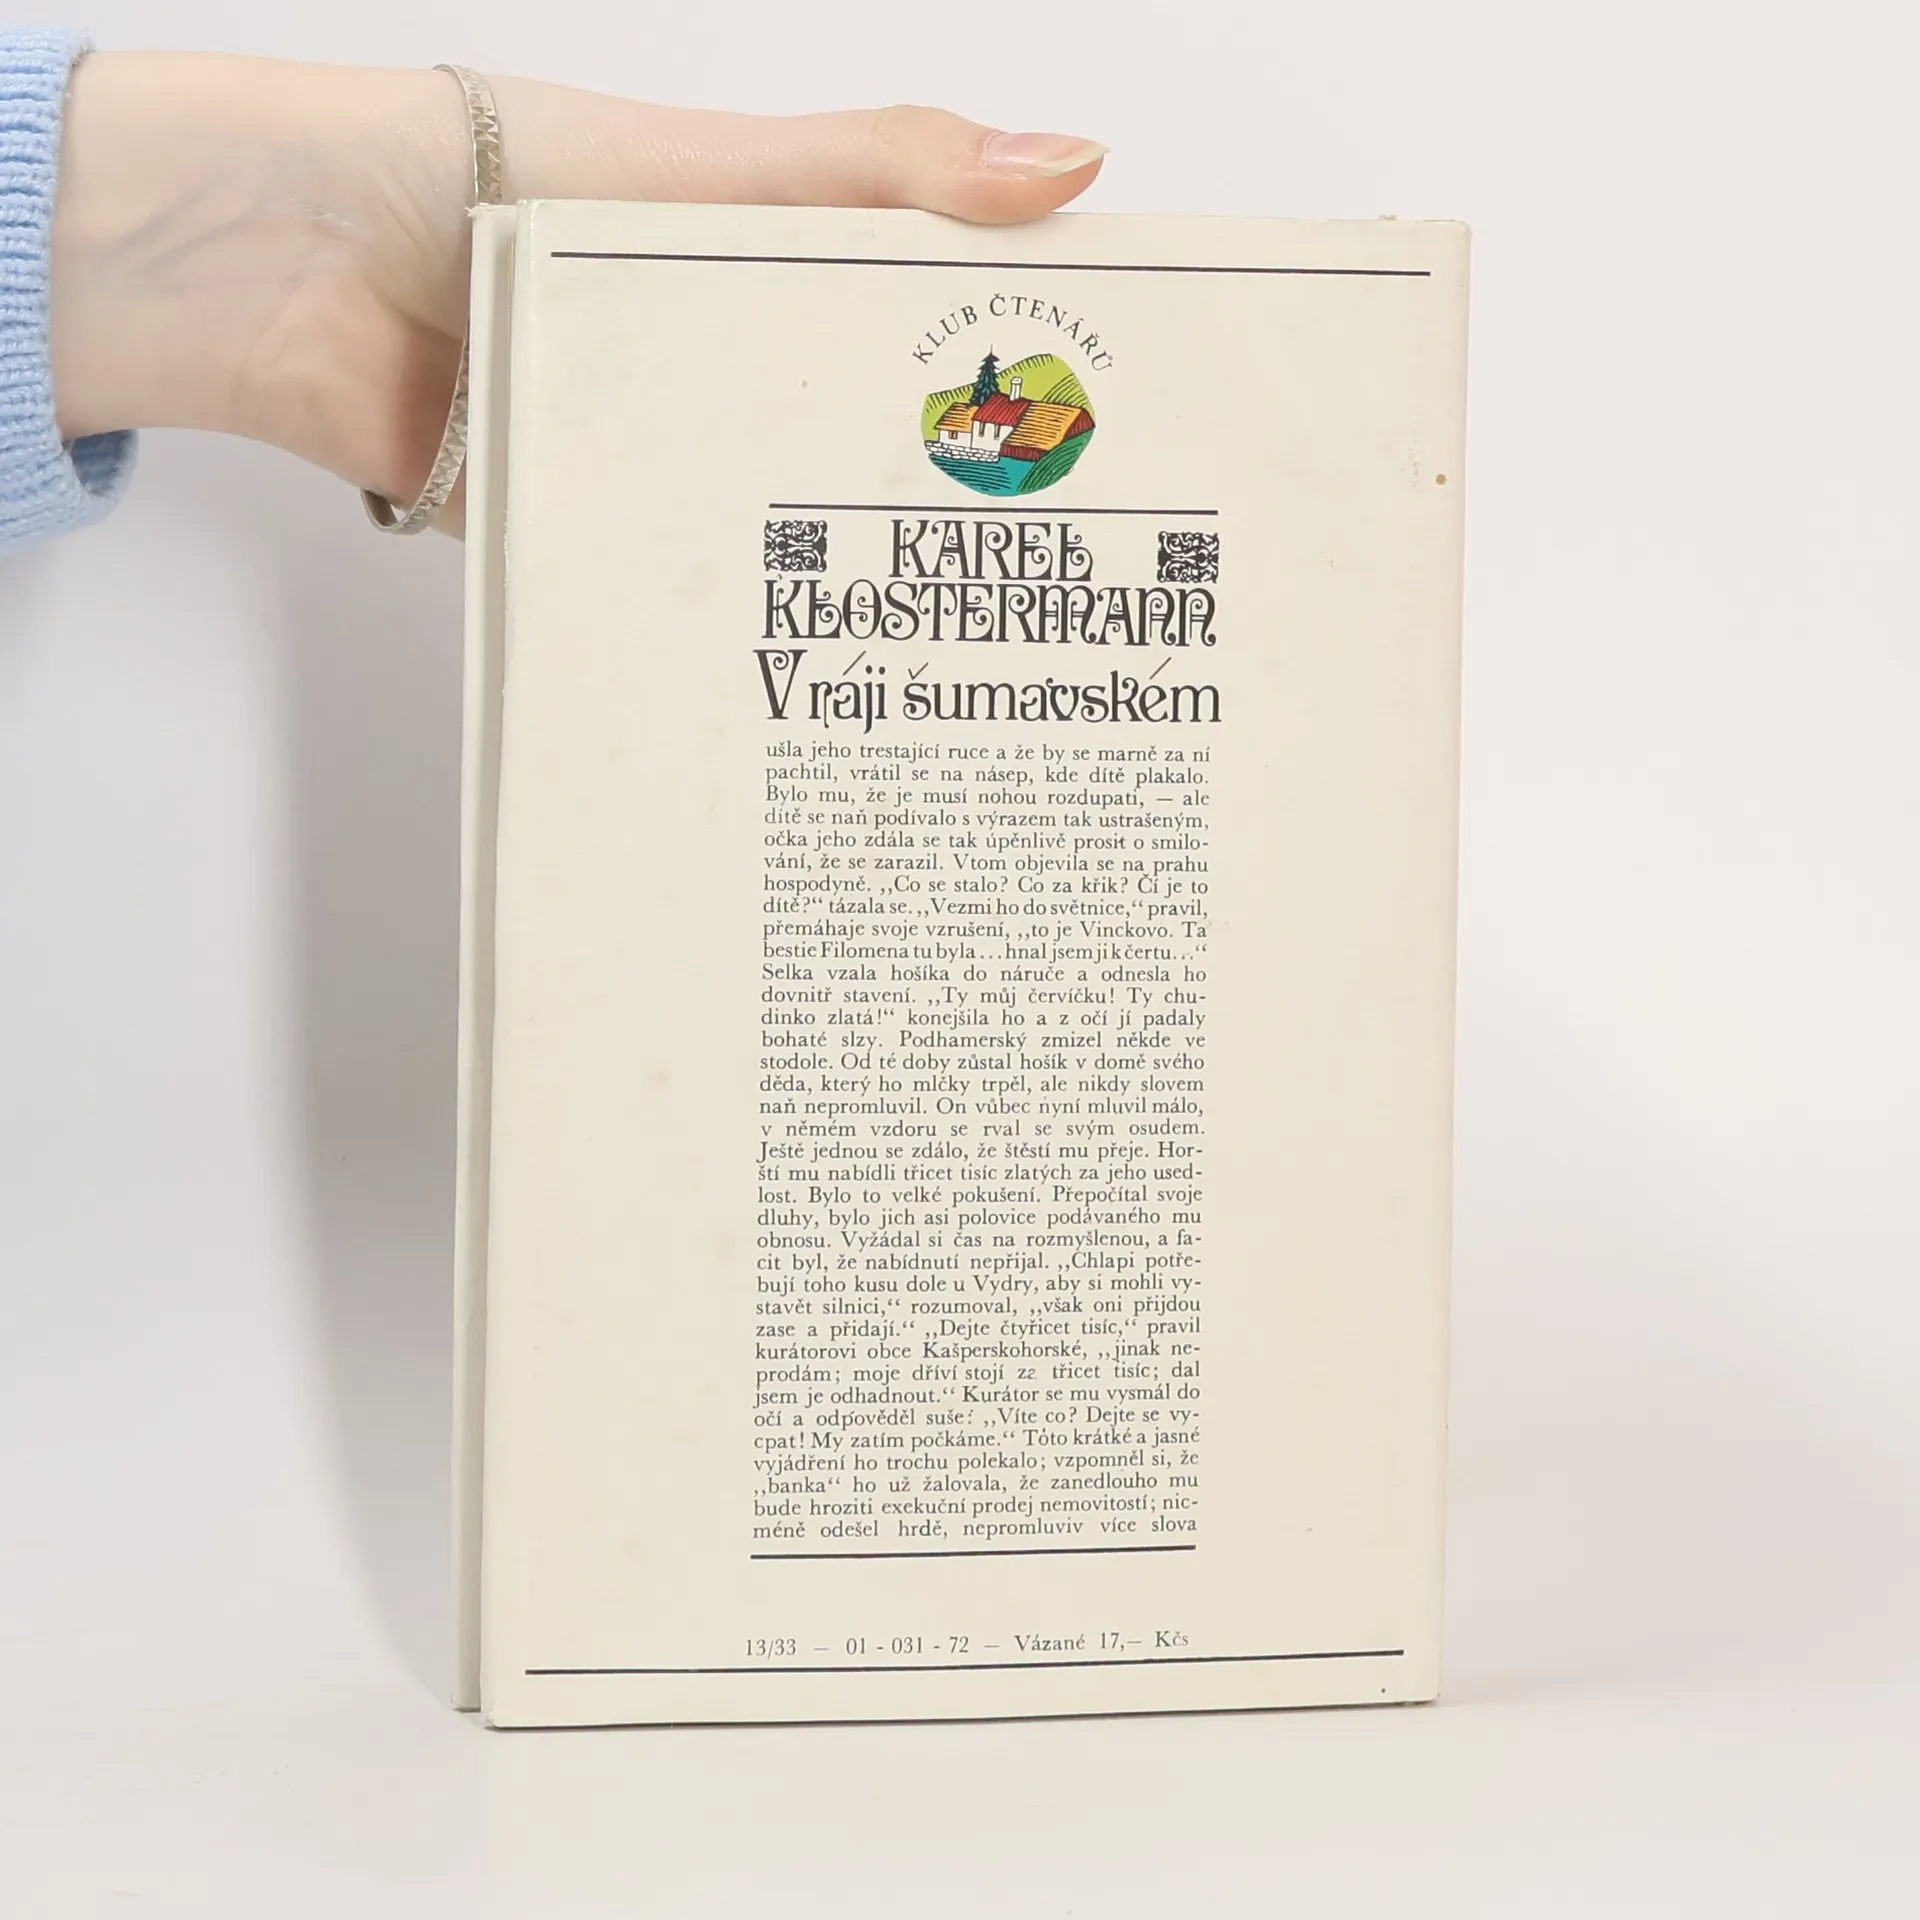 KLUB ČTENÁŘŮ
KAREL
KLOSTERMANN
V ráji šumavském
ušla jeho trestající ruce a že by se marně za ní
pachtil, vrátil se na násep, kde dítě plakalo.
Bylo mu, že je musí nohou rozdupati, — ale
dítě se naň podívalo s výrazem tak ustrašeným,
očka jeho zdála se tak úpěnlivě prosit o smilo-
vání, že se zarazil. Vtom objevila se na prahu
hospodyně. ,,Co se stalo? Co za křik? Čí je to
dítě?“ tázala se. ,,Vezmi ho do světnice,“ pravil,
přemáhaje svoje vzrušení, ,,to je Vinckovo. Ta
bestie Filomena tu byla...hnal jsem ji k čertu...“
Selka vzala hošíka do náruče a odnesla ho
dovnitř stavení. ,,Ty můj červíčku! Ty chu-
dinko zlatá!“ konejšila ho a z očí jí padaly
bohaté slzy. Podhamerský zmizel někde ve
stodole. Od té doby zůstal hošík v domě svého
děda, který ho mlčky trpěl, ale nikdy slovem
naň nepromluvil. On vůbec nyní mluvil málo,
v němém vzdoru se rval se svým osudem.
Ještě jednou se zdálo, že štěstí mu přeje. Hor-
ští mu nabídli třicet tisíc zlatých za jeho used-
lost. Bylo to velké pokušení. Přepočítal svoje
dluhy, bylo jich asi polovice podávaného mu
obnosu. Vyžádal si čas na rozmyšlenou, a fa-
cit byl, že nabídnutí nepřijal. ,,Chlapi potře-
bují toho kusu dole u Vydry, aby si mohli vy-
stavět silnici,“ rozumoval, ,,však oni přijdou
zase a přidají.“ ,,Dejte čtyřicet tisíc,“ pravil
kurátorovi obce Kašperskohorské, ,,jinak ne-
prodám; moje dříví stojí za třicet tisíc; dal
jsem je odhadnout.“ Kurátor se mu vysmál do
očí a odpověděl suše: ,,Víte co? Dejte se vy-
cpat! My zatím počkáme.“ Toto krátké a jasné
vyjádření ho trochu polekalo; vzpomněl si, že
,,banka“ ho už žalovala, že zanedlouho mu
bude hroziti exekuční prodej nemovitostí; nic-
méně odešel hrdě, nepromluviv více slova
13/33 — 01 - 031 - 72 — Vázané 17,— Kčs